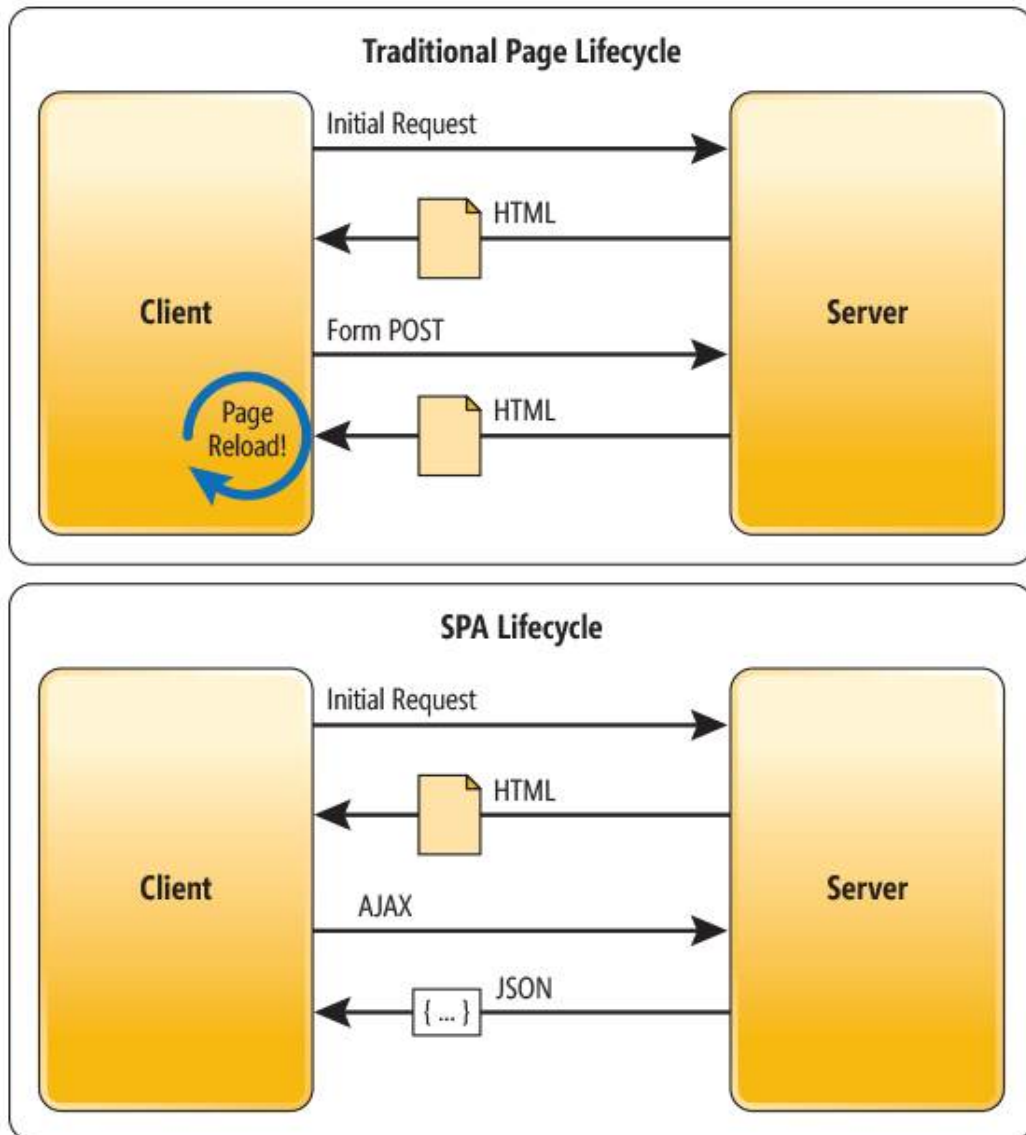 Traditional Page Lifecycle
Initial Request
HTML
Client
Server
Form POST
Page
Reload!
HTML
SPA Lifecycle
Initial Request
HTML
Client
Server
AJAX
JSON
{ ... }